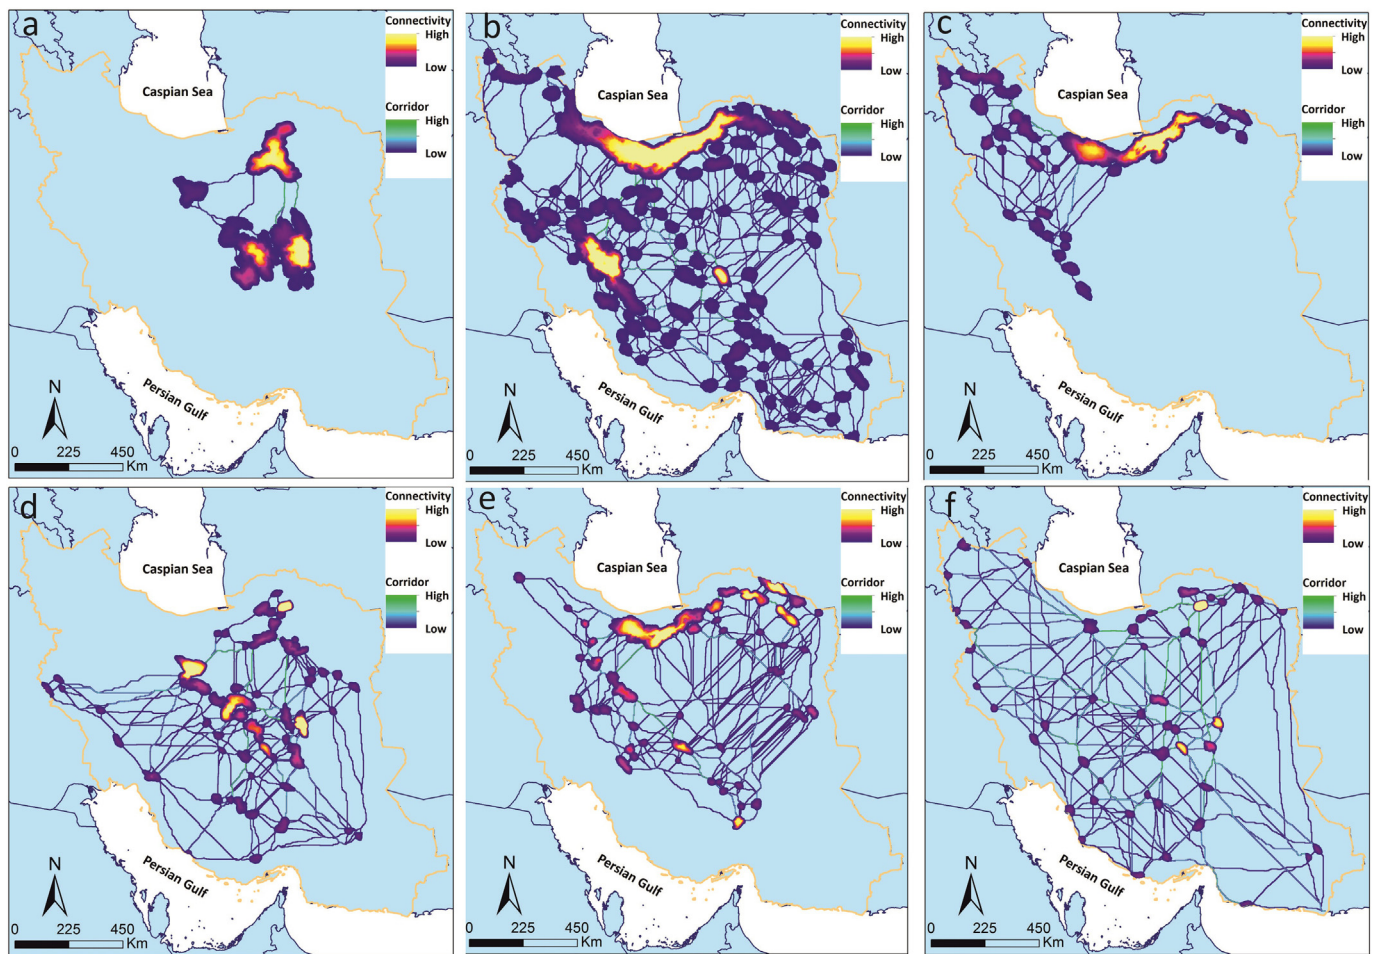 a
Connectivity
High
Low
Corridor
High
Low
Caspian Sea
Persian Gulf
N
0 225 450
Km
b
Connectivity
High
Low
Corridor
High
Low
Caspian Sea
Persian Gulf
N
0 225 450
Km
c
Connectivity
High
Low
Corridor
High
Low
Caspian Sea
Persian Gulf
N
0 225 450
Km
d
Connectivity
High
Low
Corridor
High
Low
Caspian Sea
Persian Gulf
N
0 225 450
Km
e
Connectivity
High
Low
Corridor
High
Low
Caspian Sea
Persian Gulf
N
0 225 450
Km
f
Connectivity
High
Low
Corridor
High
Low
Caspian Sea
Persian Gulf
N
0 225 450
Km